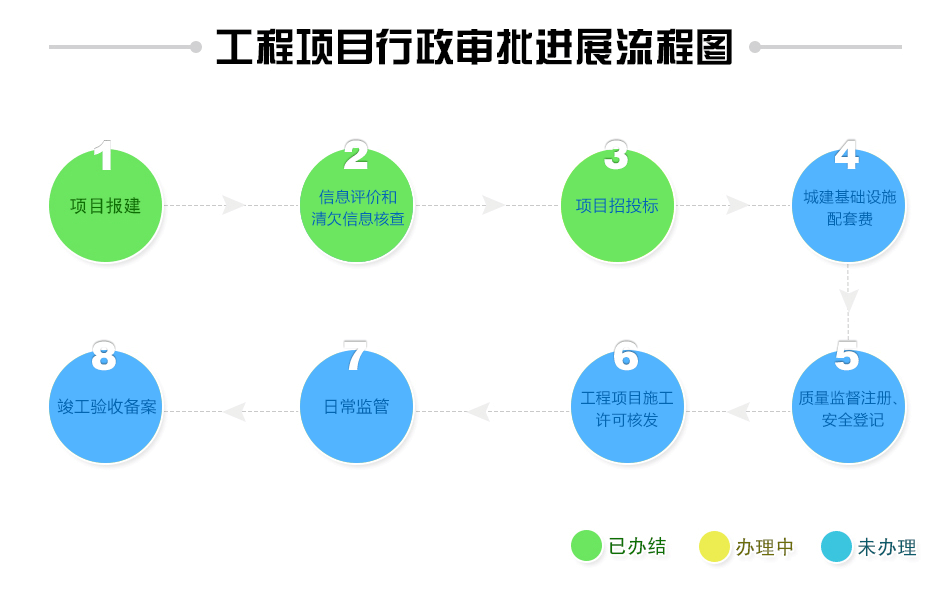 工程项目行政审批进展流程图
1
项目报建
2
信息评价和
清欠信息核查
3
项目招投标
4
城建基础设施
配套费
5
质量监督注册、
安全登记
6
工程项目施工
许可核发
7
日常监管
8
竣工验收备案
已办结
办理中
未办理